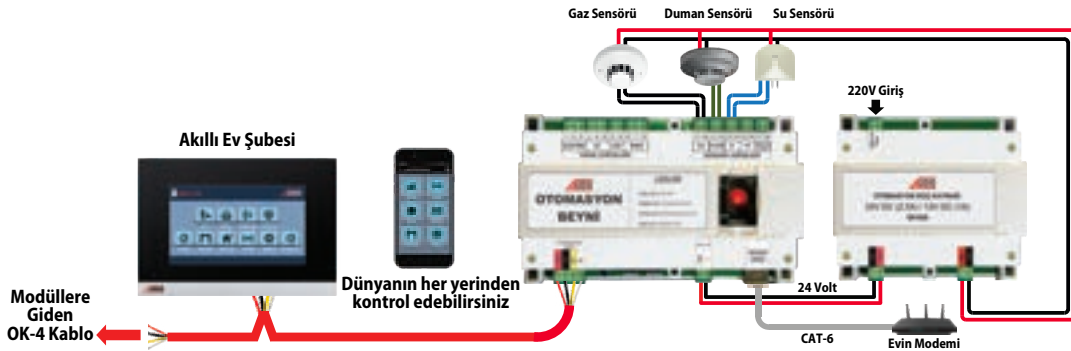 Gaz Sensörü
Duman Sensörü
Su Sensörü
220V Giriş
Akıllı Ev Şubesi
OTOMASYON
BEYNİ
Dünyanın her yerinden
kontrol edebilirsiniz
Modüllere
Giden
OK-4 Kablo
24 Volt
CAT-6
Evin Modemi